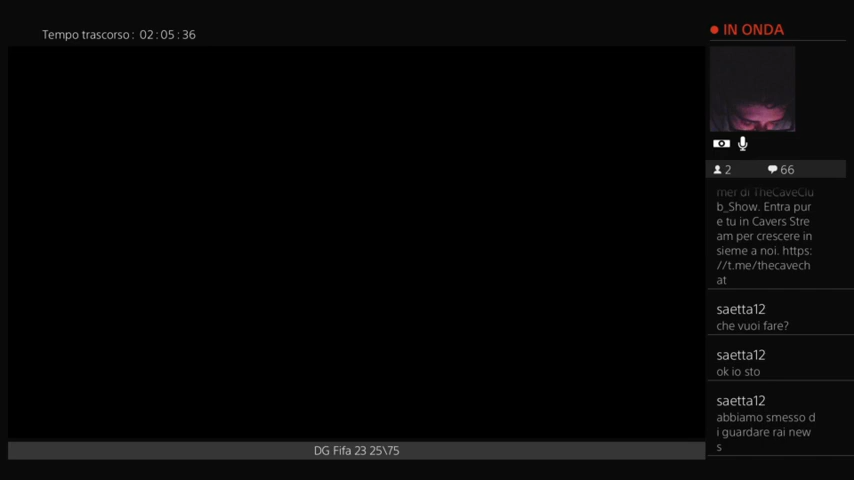 Tempo trascorso: 02:05:36
IN ONDA
2 66
mer di TheCaveClu
b_Show. Entra pur
e tu in Cavers Stre
am per crescere in
sieme a noi. https:
//t.me/thecavech
at
saetta12
che vuoi fare?
saetta12
ok io sto
saetta12
abbiamo smesso d
i guardare rai new
s
DG Fifa 23 25\75